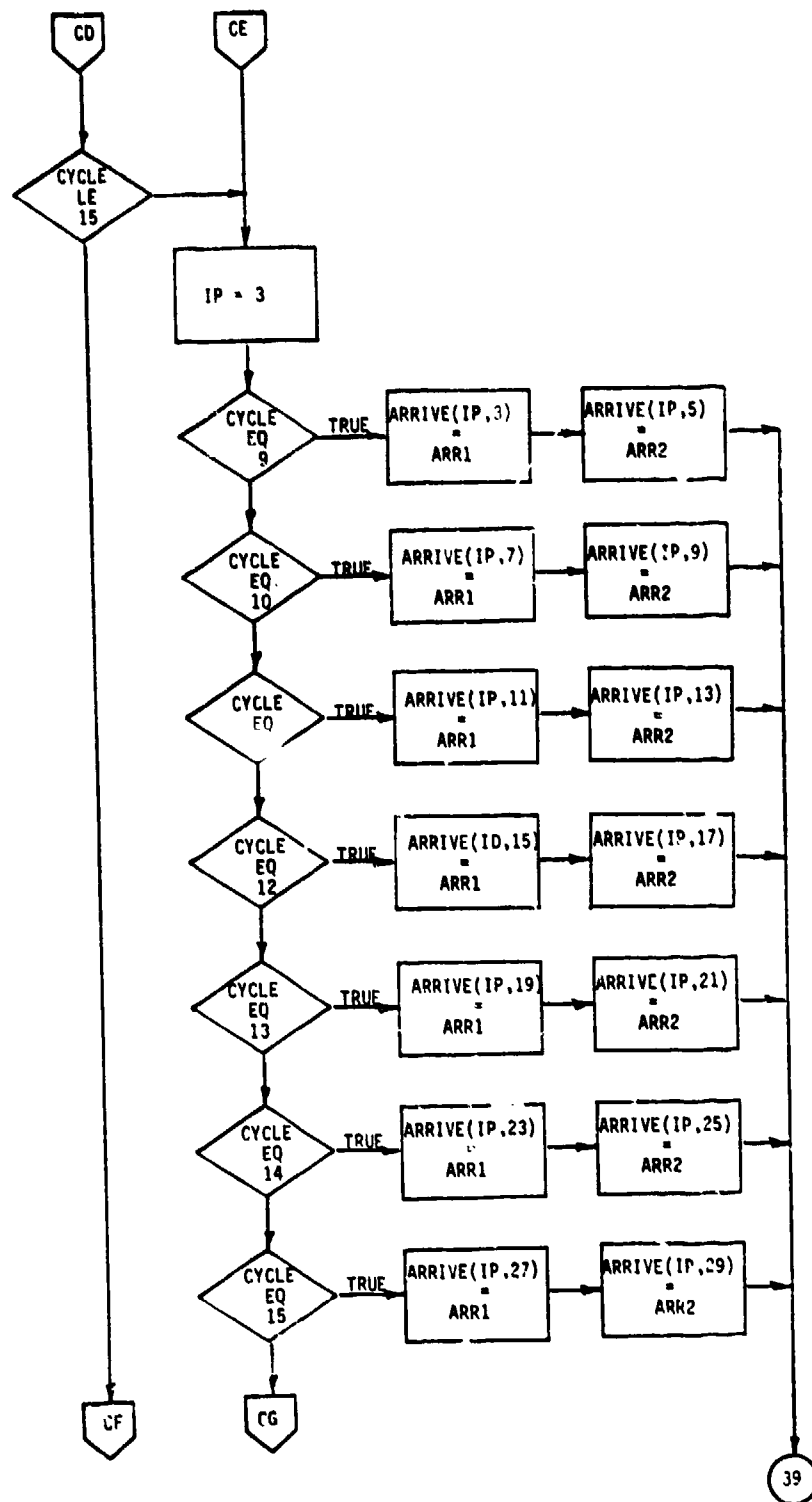 CD
CE
CYCLE
LE
15
IP = 3
CYCLE
EQ
9
TRUE
ARRIVE(IP,3)
=
ARR1
ARRIVE(IP,5)
=
ARR2
CYCLE
EQ
10
TRUE
ARRIVE(IP,7)
=
ARR1
ARRIVE(IP,9)
=
ARR2
CYCLE
EQ
TRUE
ARRIVE(IP,11)
=
ARR1
ARRIVE(IP,13)
=
ARR2
CYCLE
EQ
12
TRUE
ARRIVE(ID,15)
=
ARR1
ARRIVE(IP,17)
=
ARR2
CYCLE
EQ
13
TRUE
ARRIVE(IP,19)
=
ARR1
ARRIVE(IP,21)
=
ARR2
CYCLE
EQ
14
TRUE
ARRIVE(IP,23)
=
ARR1
ARRIVE(IP,25)
=
ARR2
CYCLE
EQ
15
TRUE
ARRIVE(IP,27)
=
ARR1
ARRIVE(IP,29)
=
ARR2
CF
CG
39